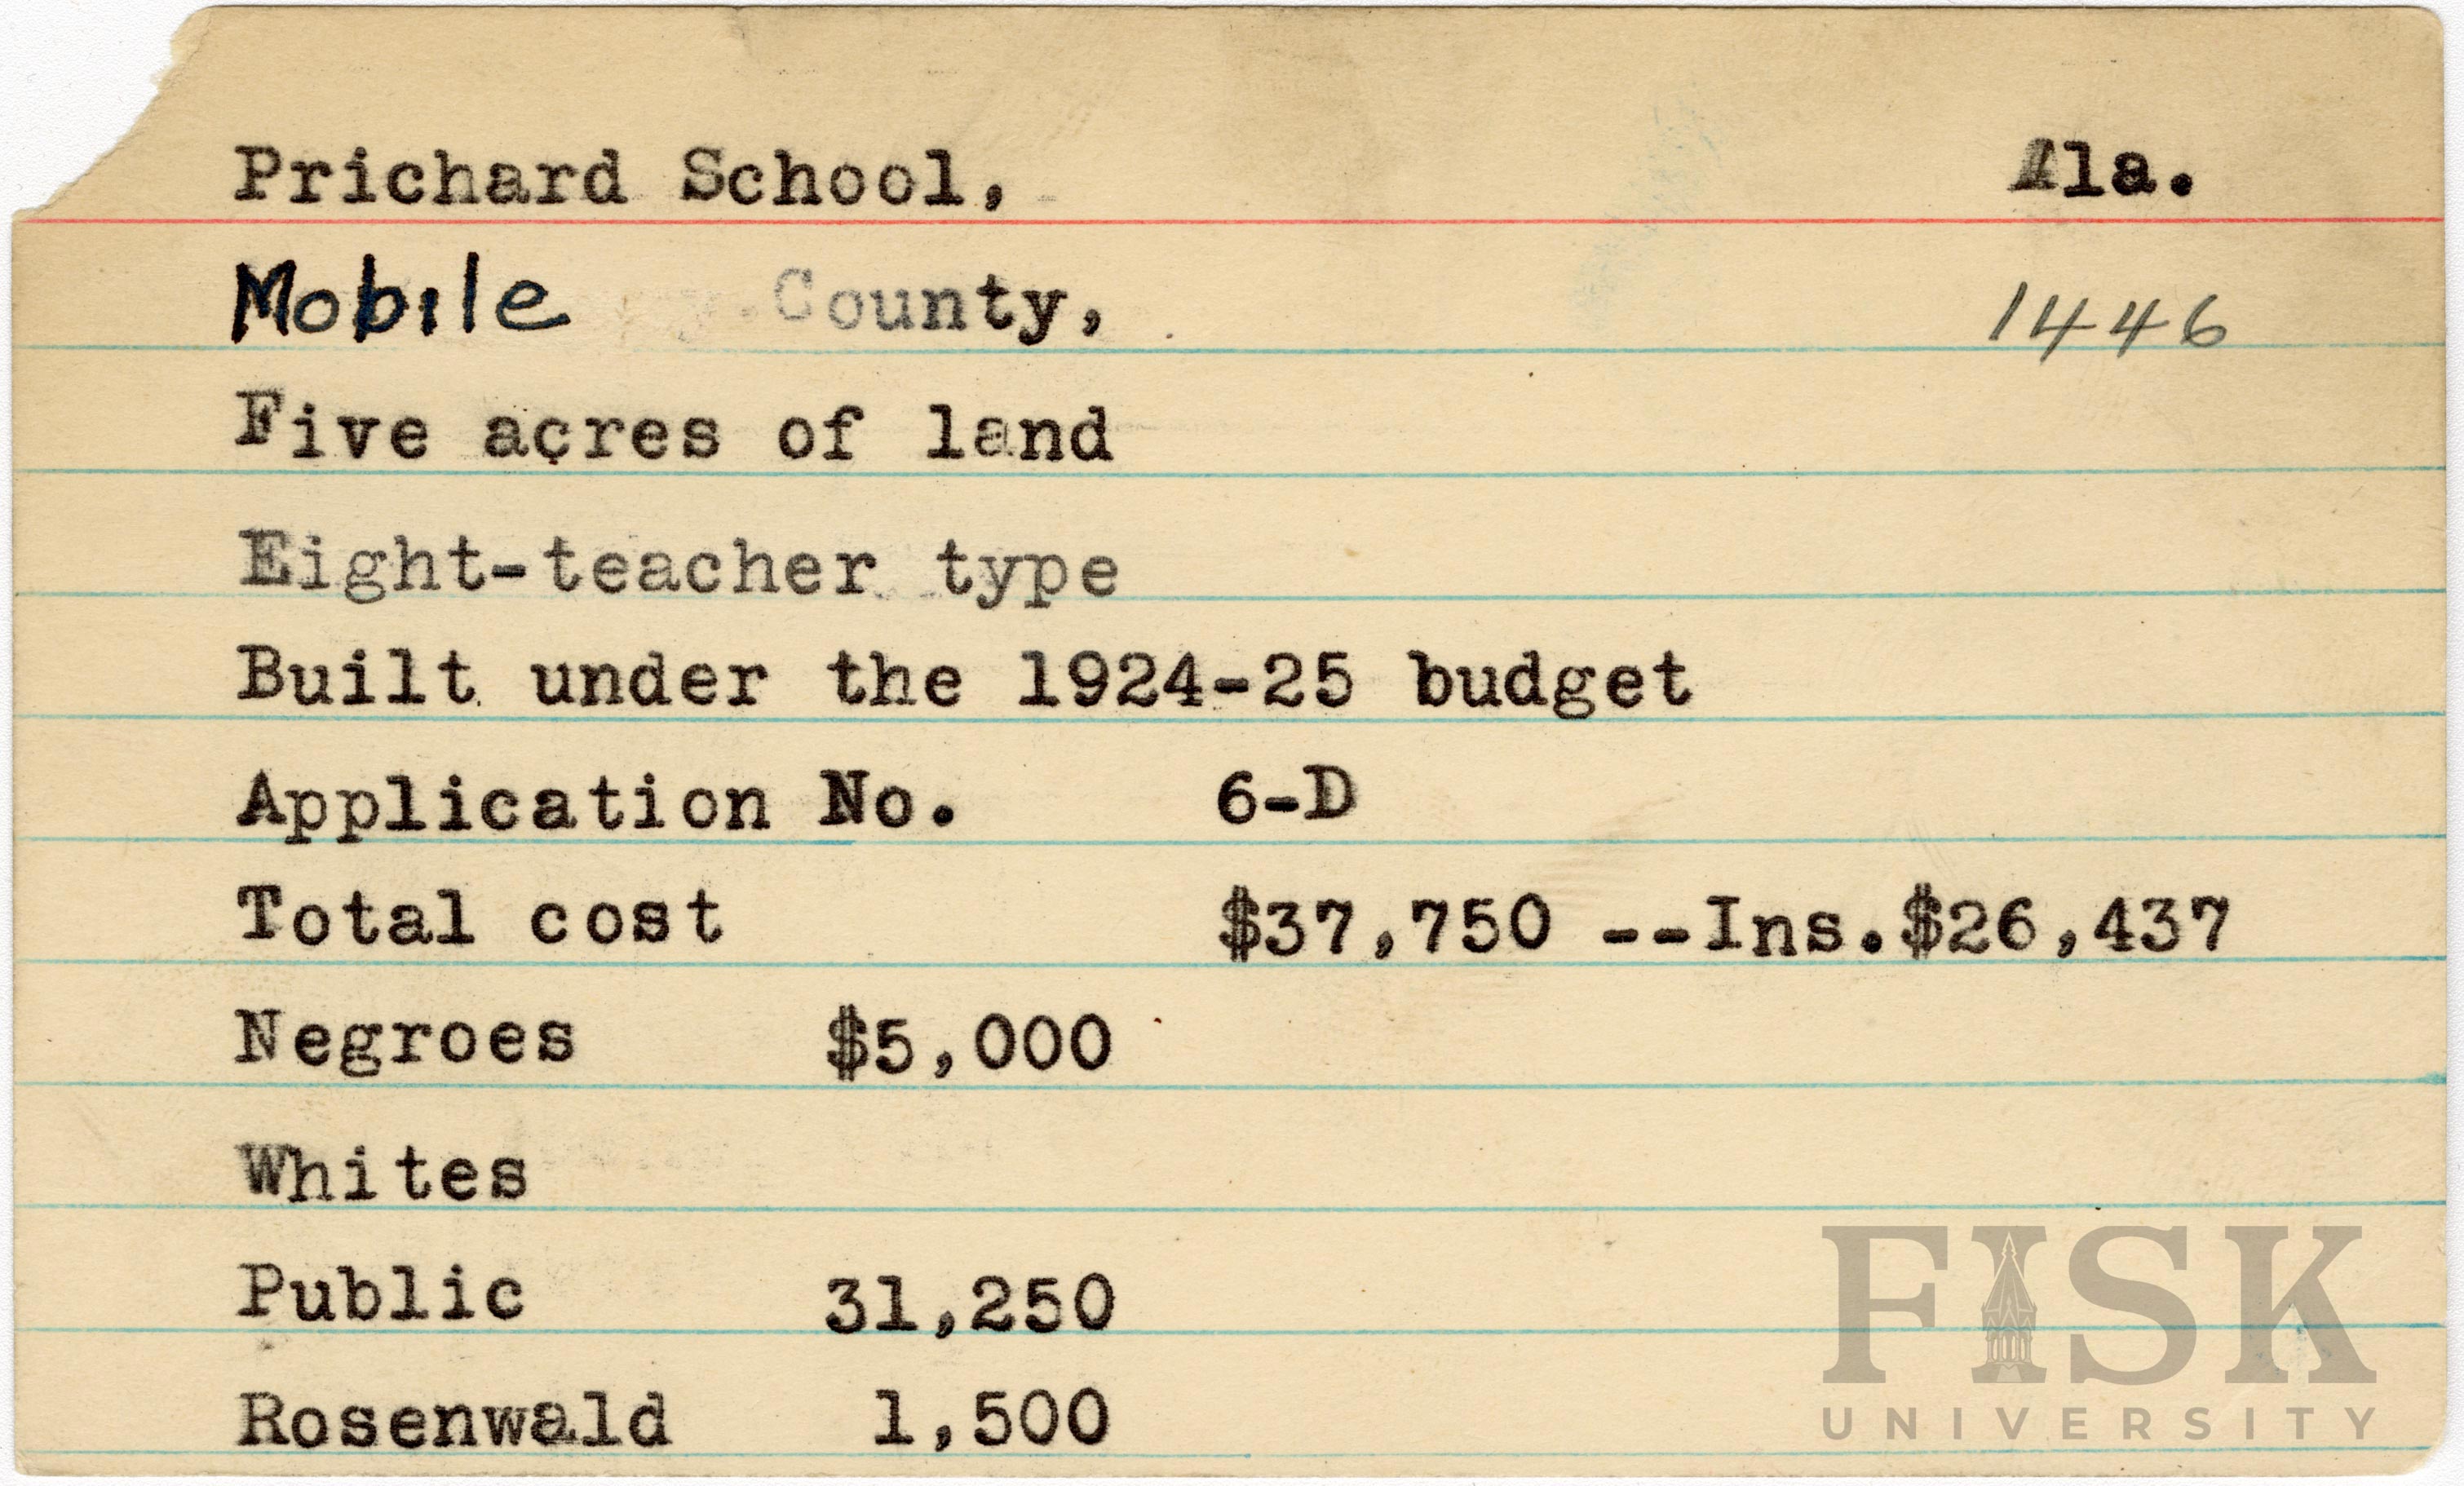 Prichard School, Ala.
Mobile County, 1446
Five acres of land
Eight-teacher type
Built under the 1924-25 budget
Application No. 6-D
Total cost $37,750 --Ins.$26,437
Negroes $5,000
Whites
Public 31,250
Rosenwald 1,500
FISK
UNIVERSITY